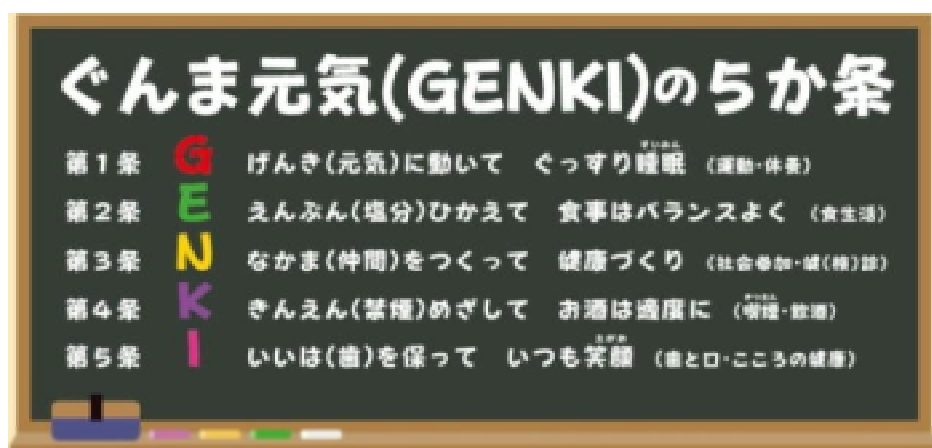 ぐんま元気(GENKI)の5か条
第1条 G げんき(元気)に動いて ぐっすり睡眠 (運動・休養)
第2条 E えんぶん(塩分)ひかえて 食事はバランスよく (食生活)
第3条 N なかま(仲間)をつくって 健康づくり (社会参加・健(検)診)
第4条 K きんえん(禁煙)めざして お酒は適度に (喫煙・飲酒)
第5条 I いいは(歯)を保って いつも笑顔 (歯と口・こころの健康)